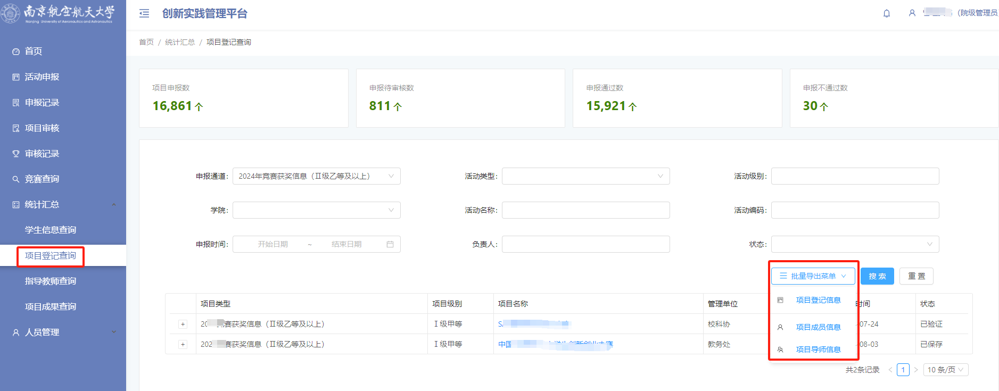 南京航空航天大学
Nanjing University of Aeronautics and Astronautics
创新实践管理平台
（院级管理员
首页 / 统计汇总 / 项目登记查询
首页
活动申报
申报记录
项目审核
审核记录
竞赛查询
统计汇总
学生信息查询
项目登记查询
指导教师查询
项目成果查询
人员管理
项目申报数
16,861 个
申报待审核数
811 个
申报通过数
15,921 个
申报不通过数
30 个
申报通道: 2024年竞赛获奖信息（II级乙等及以上）
活动类型:
活动级别:
学院:
活动名称:
活动编码:
申报时间: 开始日期 ~ 结束日期
负责人:
状态:
批量导出菜单
搜 索
重 置
项目登记信息
项目成员信息
项目导师信息
项目类型 项目级别 项目名称 管理单位 时间 状态
+ 20 赛获奖信息（II级乙等及以上） I级甲等 校科协 07-24 已验证
+ 202 赛获奖信息（II级乙等及以上） I级甲等 中国 教务处 08-03 已保存
共2条记录 < 1 > 10 条/页